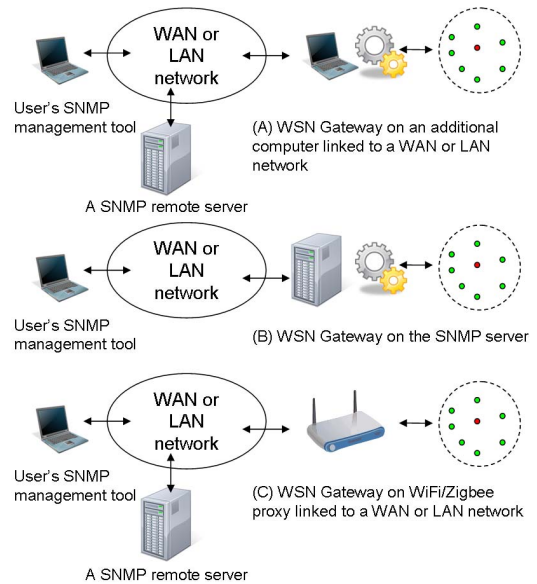 WAN or
LAN
network
User's SNMP
management tool
(A) WSN Gateway on an additional
computer linked to a WAN or LAN
network
A SNMP remote server
WAN or
LAN
network
User's SNMP
management tool
(B) WSN Gateway on the SNMP server
WAN or
LAN
network
User's SNMP
management tool
(C) WSN Gateway on WiFi/Zigbee
proxy linked to a WAN or LAN network
A SNMP remote server